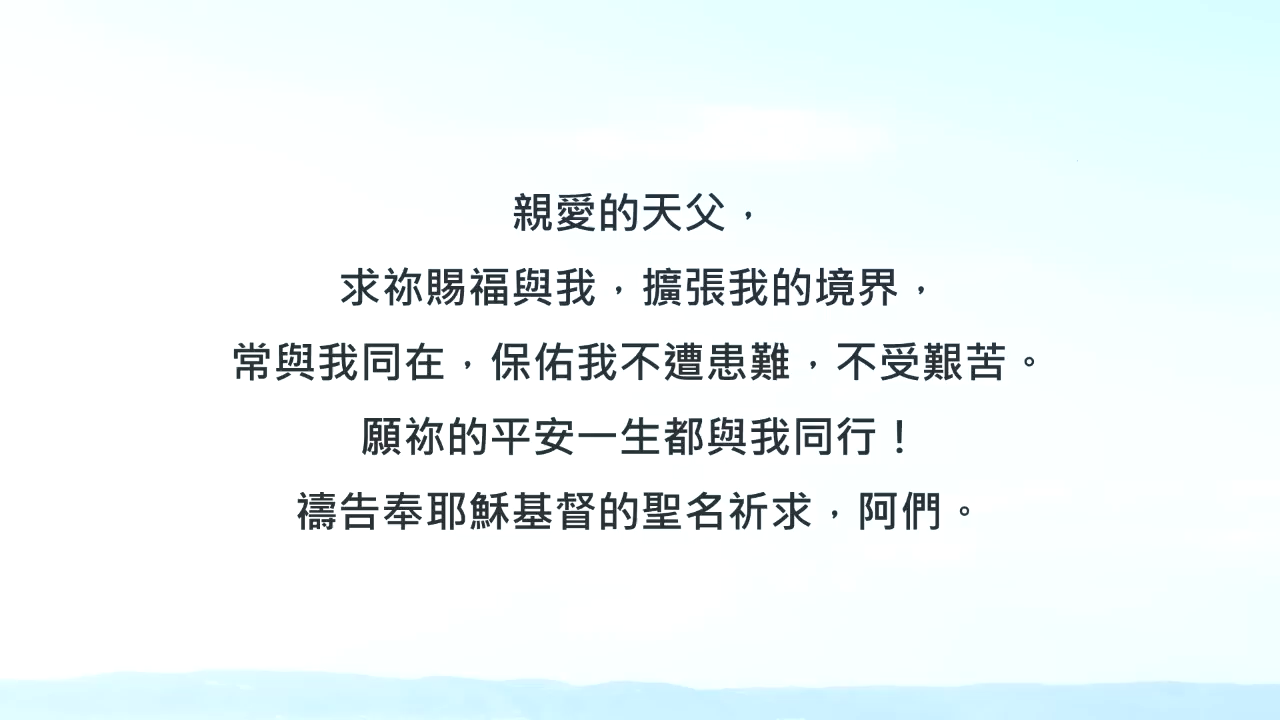 親愛的天父，
求祢賜福與我，擴張我的境界，
常與我同在，保佑我不遭患難，不受艱苦。
願祢的平安一生都與我同行！
禱告奉耶穌基督的聖名祈求，阿們。